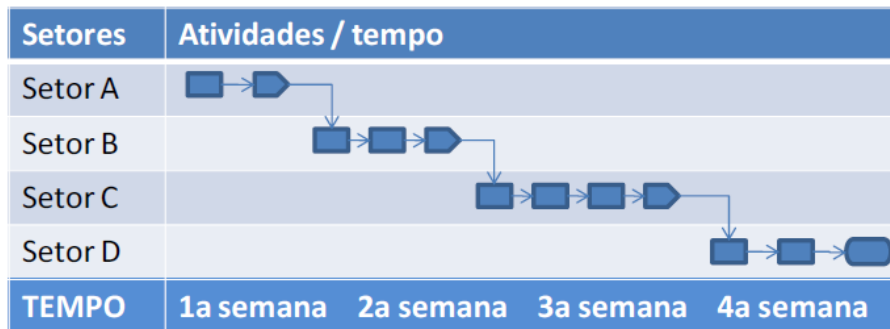 Setores Atividades / tempo
Setor A
Setor B
Setor C
Setor D
TEMPO 1a semana 2a semana 3a semana 4a semana